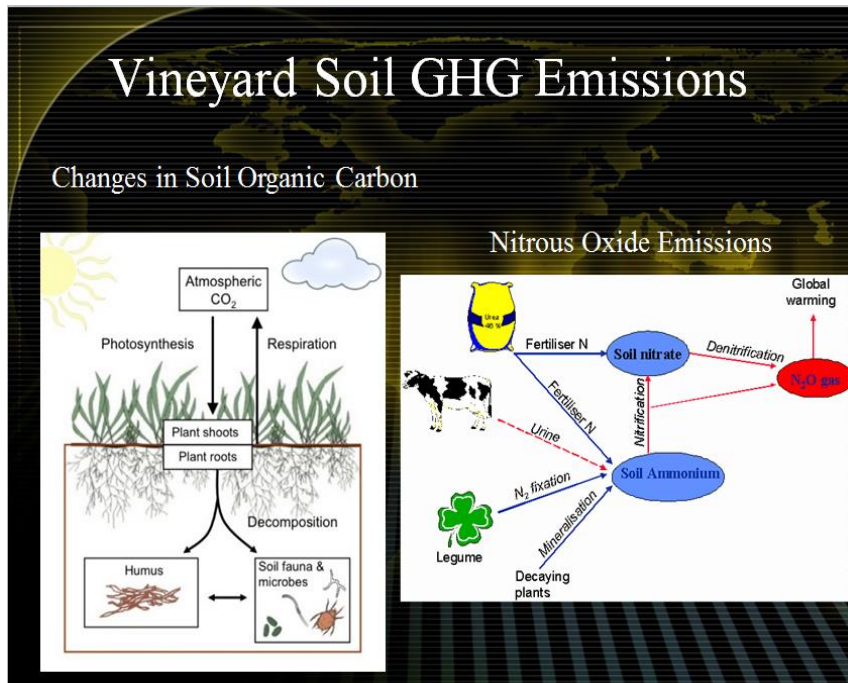 Vineyard Soil GHG Emissions
Changes in Soil Organic Carbon
Atmospheric
CO₂
Photosynthesis
Respiration
Plant shoots
Plant roots
Decomposition
Humus
Soil fauna &
microbes
Nitrous Oxide Emissions
Global
warming
Urea
46 %
Fertiliser N
Soil nitrate
Denitrification
N₂O gas
Fertiliser N
Nitrification
Urine
Soil Ammonium
N₂ fixation
Legume
Mineralisation
Decaying
plants